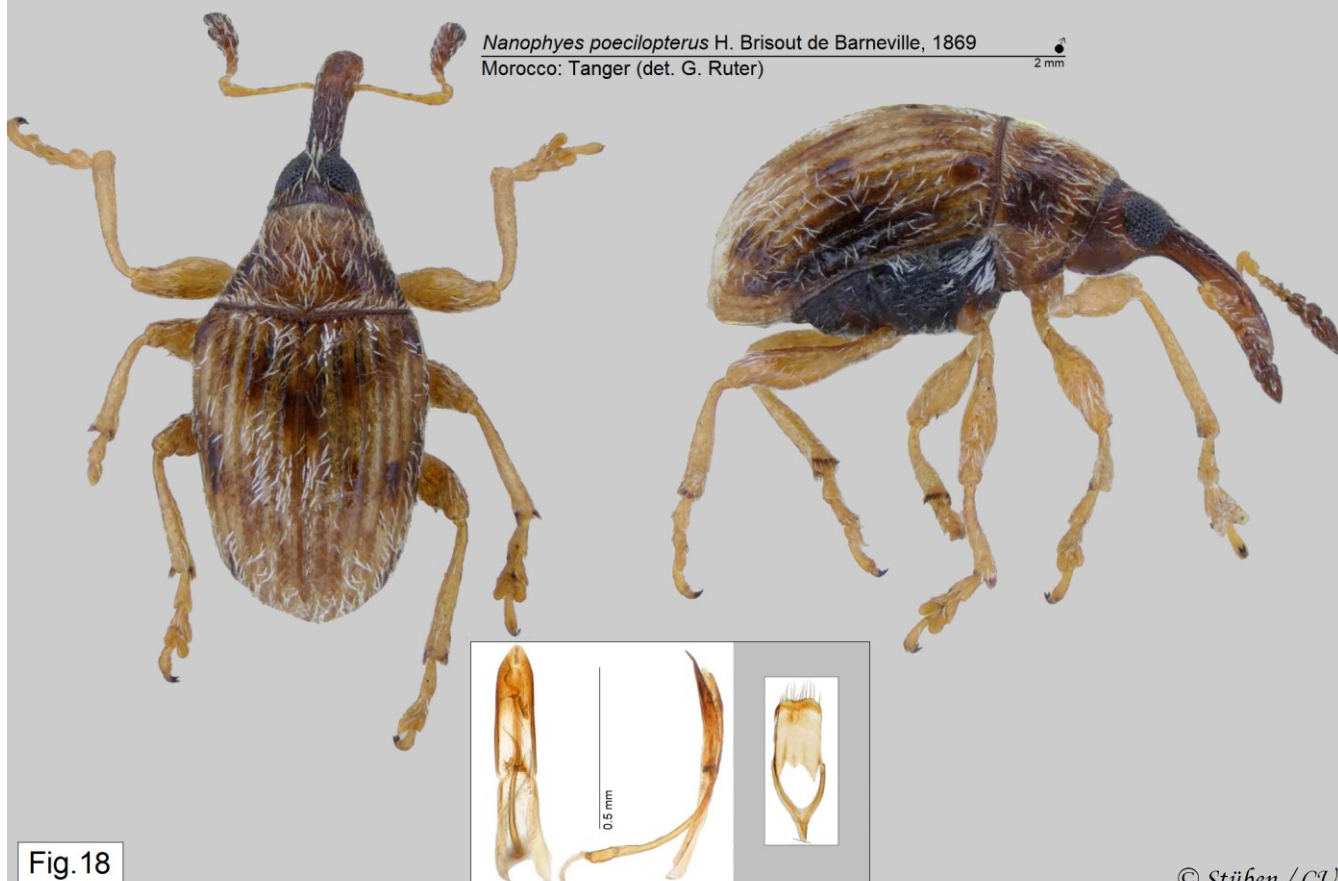 Nanophyes poecilopterus H. Brisout de Barneville, 1869
Morocco: Tanger (det. G. Ruter)
2 mm
0.5 mm
Fig.18
© Stüben / CU